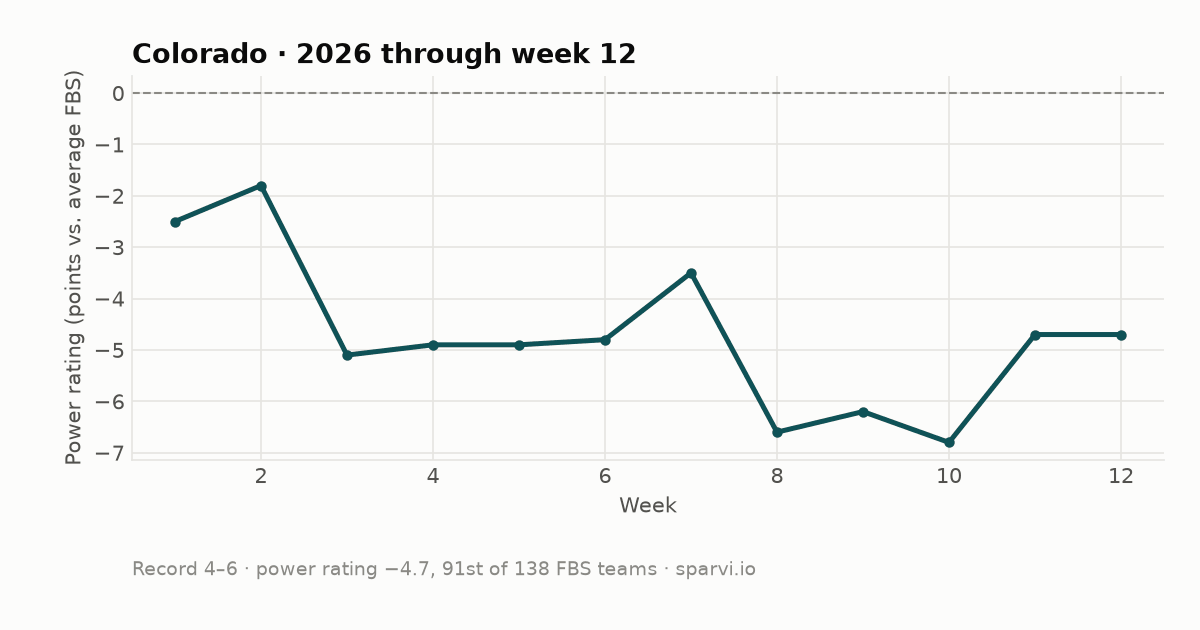 Colorado · 2026 through week 12
Power rating (points vs. average FBS)
0
−1
−2
−3
−4
−5
−6
−7
2 4 6 8 10 12
Week
Record 4–6 · power rating −4.7, 91st of 138 FBS teams · sparvi.io